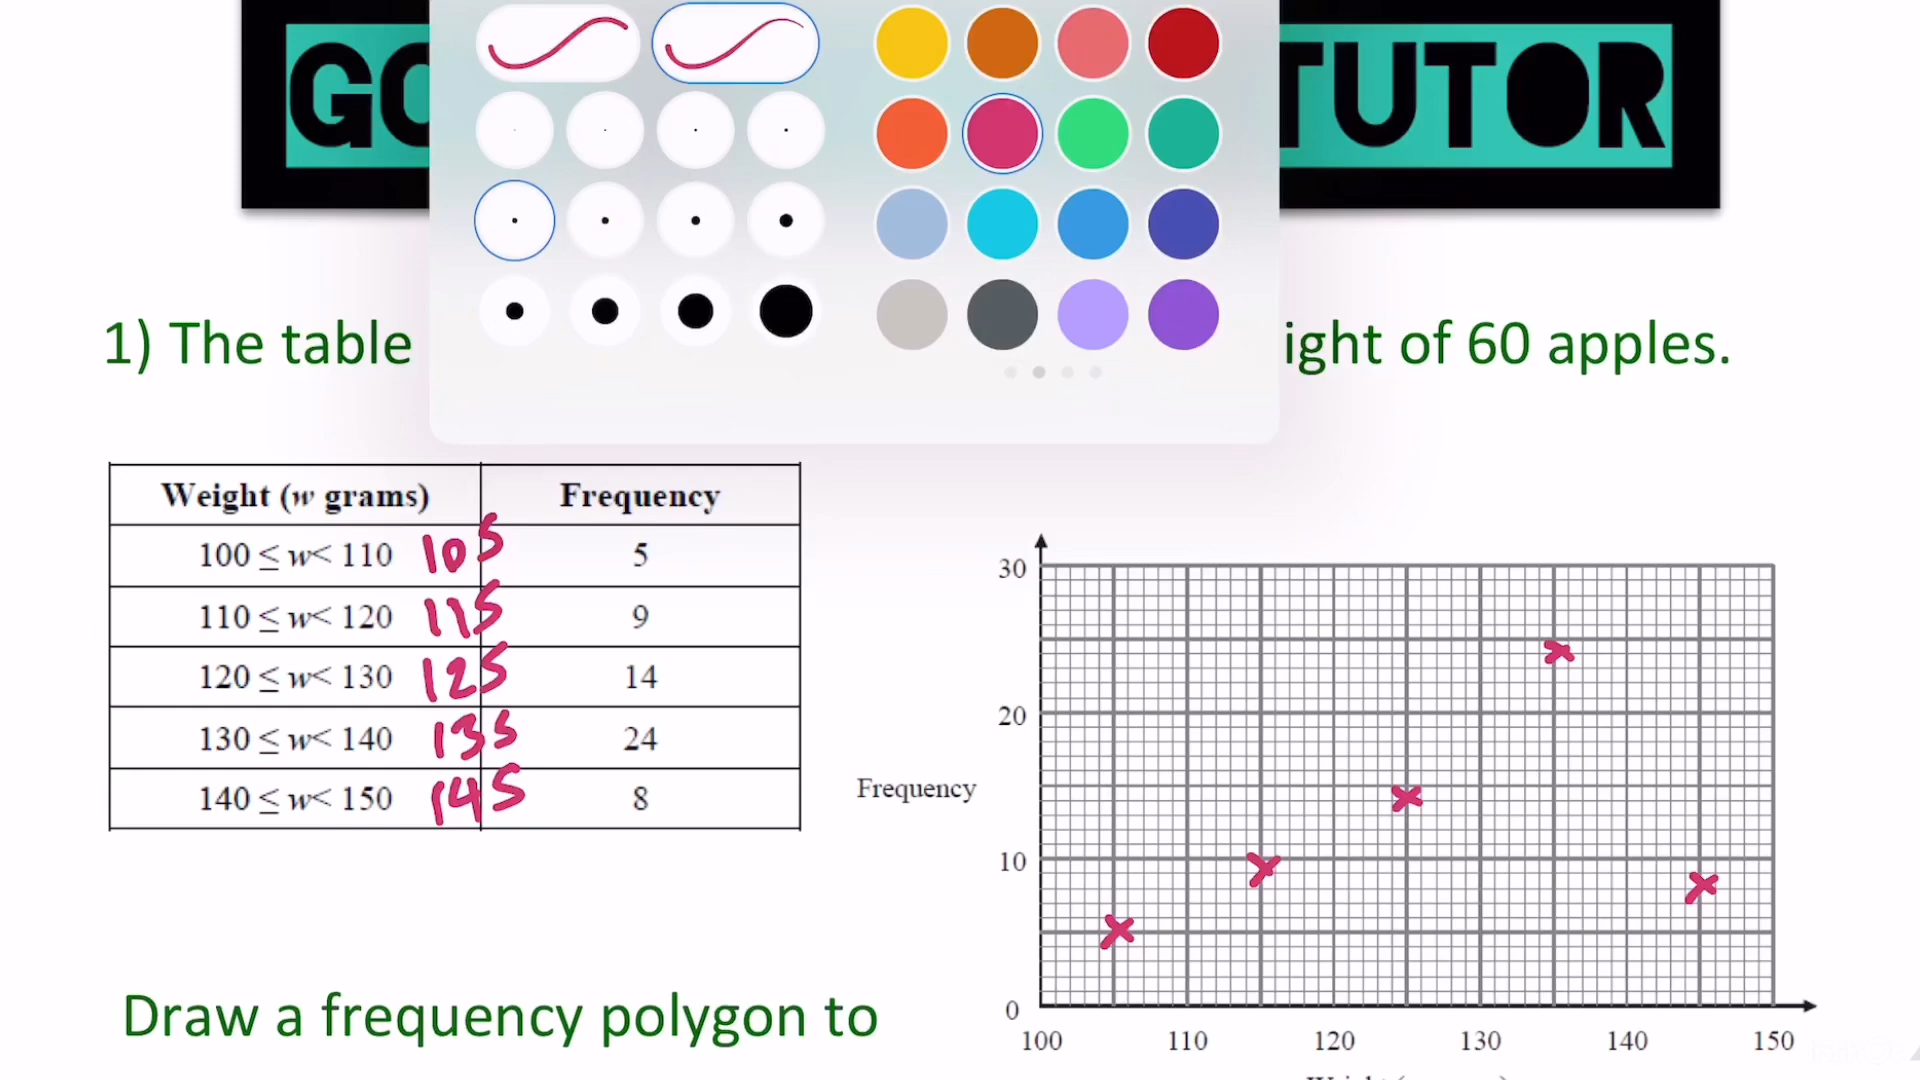 GO TUTOR
1) The table ight of 60 apples.
Weight (w grams) Frequency
100 ≤ w< 110 105 5
110 ≤ w< 120 115 9
120 ≤ w< 130 125 14
130 ≤ w< 140 135 24
140 ≤ w< 150 145 8
30
20
Frequency
10
0
100 110 120 130 140 150
Draw a frequency polygon to